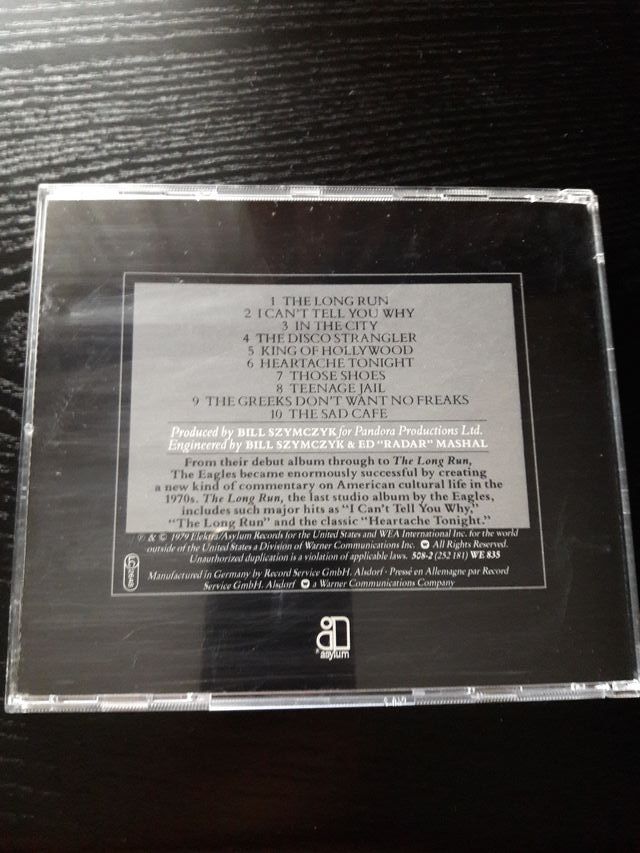 1 THE LONG RUN
2 I CAN'T TELL YOU WHY
3 IN THE CITY
4 THE DISCO STRANGLER
5 KING OF HOLLYWOOD
6 HEARTACHE TONIGHT
7 THOSE SHOES
8 TEENAGE JAIL
9 THE GREEKS DON'T WANT NO FREAKS
10 THE SAD CAFE
Produced by BILL SZYMCZYK for Pandora Productions Ltd.
Engineered by BILL SZYMCZYK & ED "RADAR" MASHAL
From their debut album through to The Long Run,
The Eagles became enormously successful by creating
a new kind of commentary on American cultural life in the
1970s. The Long Run, the last studio album by the Eagles,
includes such major hits as "I Can't Tell You Why,"
"The Long Run" and the classic "Heartache Tonight."
℗ & © 1979 Elektra/Asylum Records for the United States and WEA International Inc. for the world
outside of the United States a Division of Warner Communications Inc. All Rights Reserved.
Unauthorized duplication is a violation of applicable laws. 508-2 (252 181) WE 835
Manufactured in Germany by Record Service GmbH. Alsdorf · Pressé en Allemagne par Record
Service GmbH. Alsdorf a Warner Communications Company
asylum